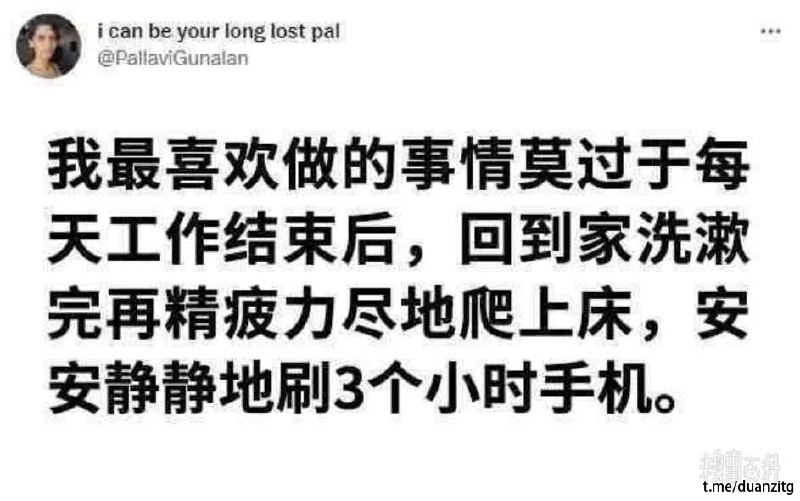 i can be your long lost pal
@PallaviGunalan
我最喜欢做的事情莫过于每
天工作结束后，回到家洗漱
完再精疲力尽地爬上床，安
安静静地刷3个小时手机。
t.me/duanzitg